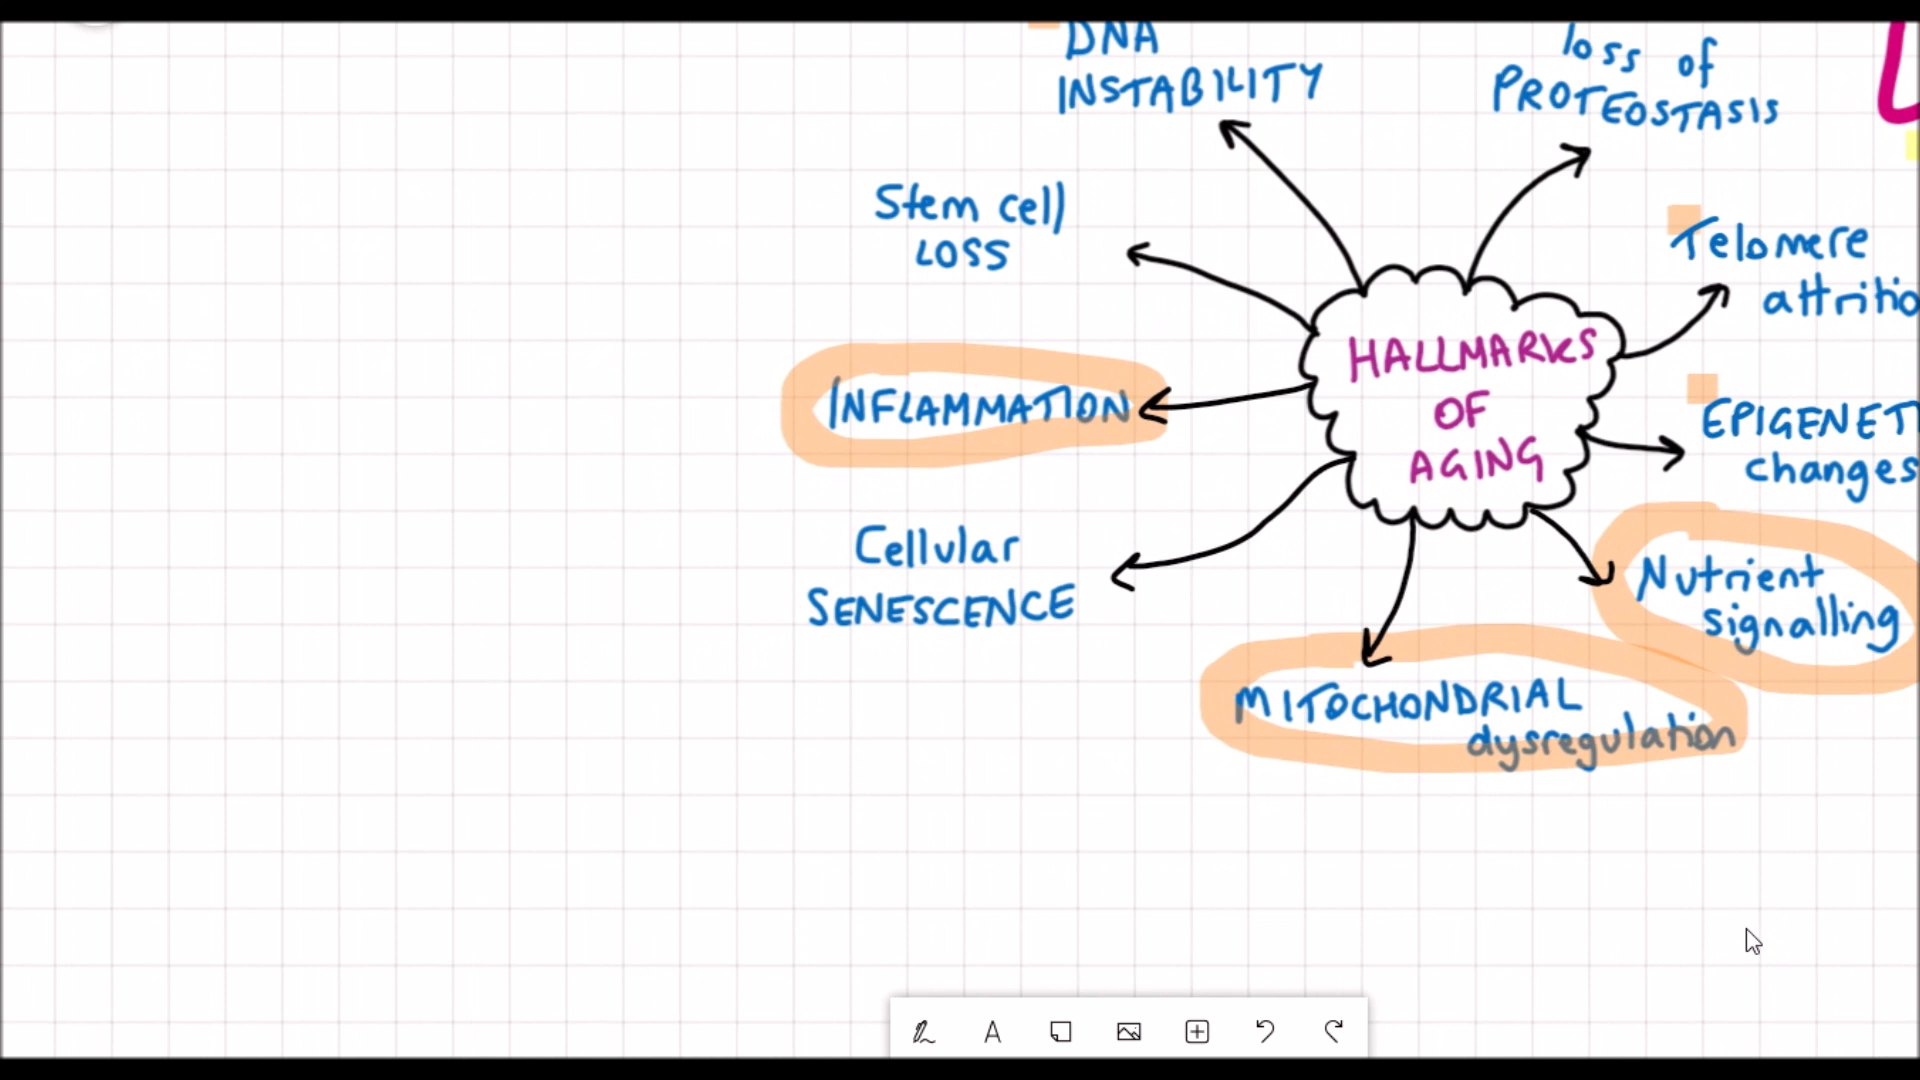 DNA
INSTABILITY
loss of
PROTEOSTASIS
Stem cell
LOSS
Telomere
attritio
INFLAMMATION
HALLMARKS
OF
AGING
EPIGENET
changes
Cellular
SENESCENCE
Nutrient
signalling
MITOCHONDRIAL
dysregulation
A